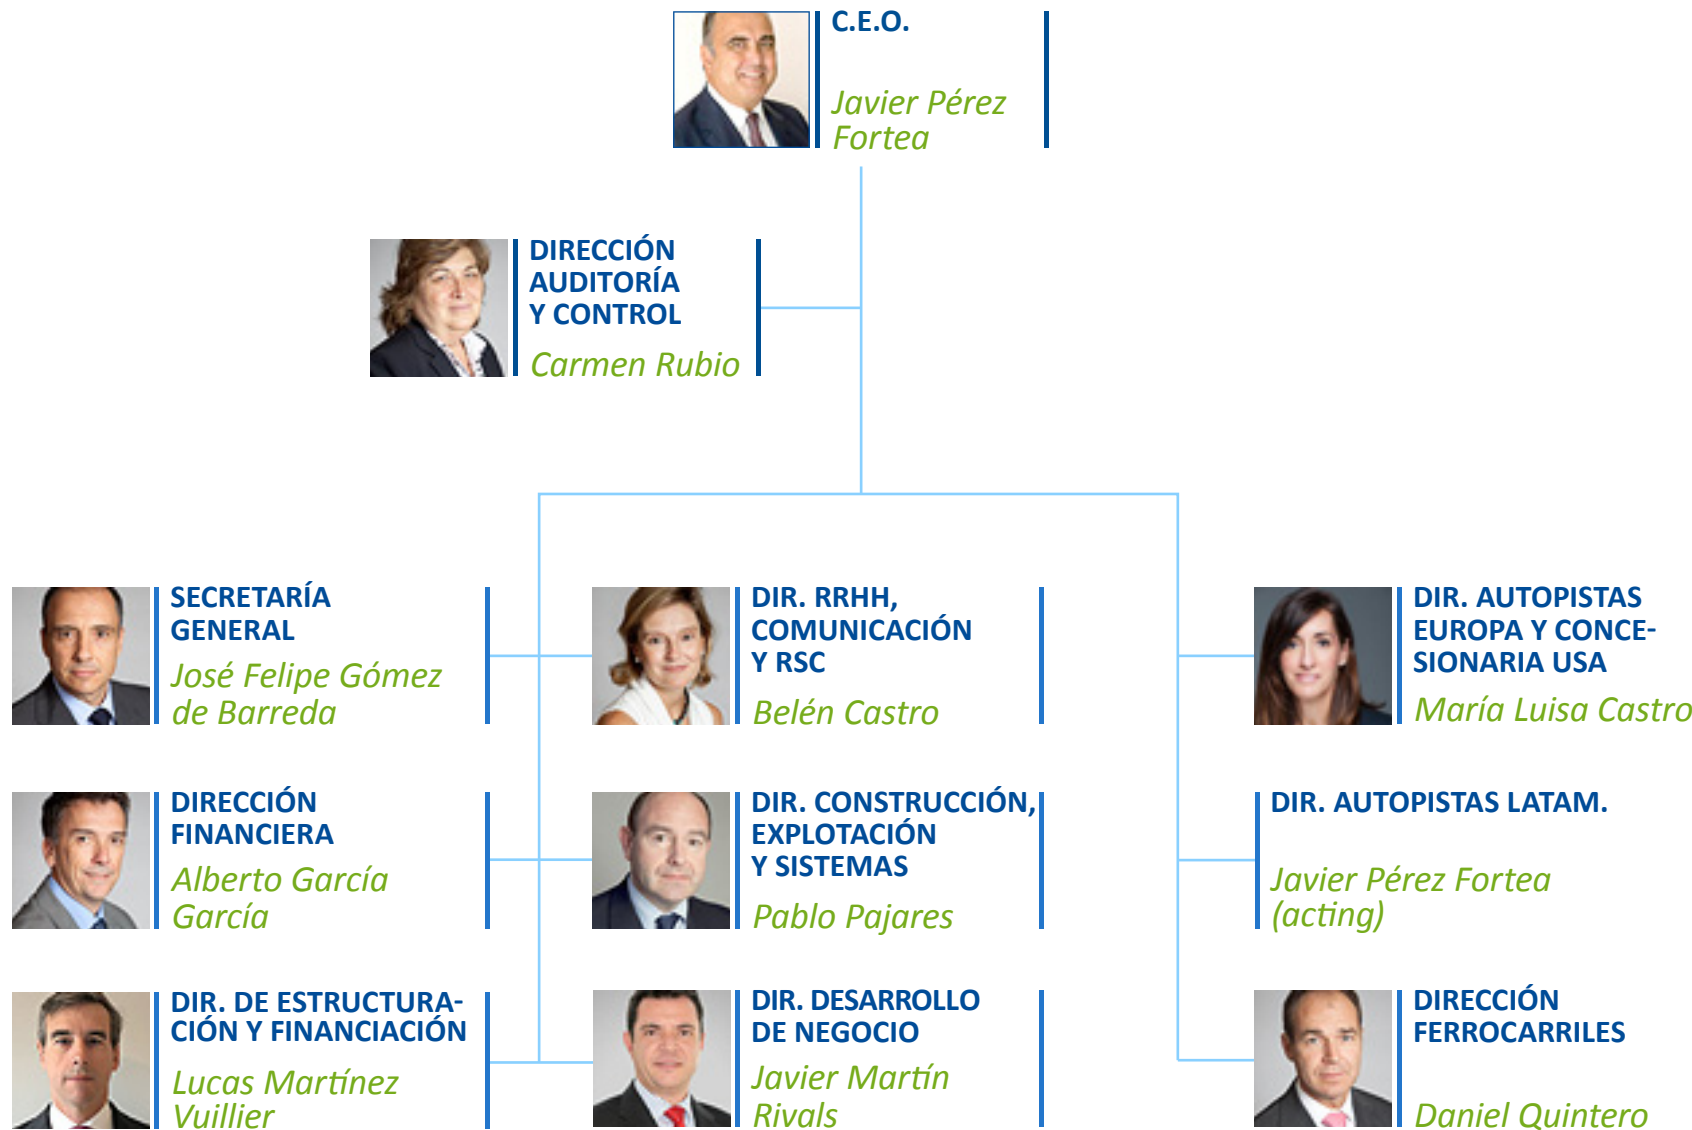 C.E.O.
Javier Pérez
Fortea
DIRECCIÓN
AUDITORÍA
Y CONTROL
Carmen Rubio
SECRETARÍA
GENERAL
José Felipe Gómez
de Barreda
DIR. RRHH,
COMUNICACIÓN
Y RSC
Belén Castro
DIR. AUTOPISTAS
EUROPA Y CONCE-
SIONARIA USA
María Luisa Castro
DIRECCIÓN
FINANCIERA
Alberto García
García
DIR. CONSTRUCCIÓN,
EXPLOTACIÓN
Y SISTEMAS
Pablo Pajares
DIR. AUTOPISTAS LATAM.
Javier Pérez Fortea
(acting)
DIR. DE ESTRUCTURA-
CIÓN Y FINANCIACIÓN
Lucas Martínez
Vuillier
DIR. DESARROLLO
DE NEGOCIO
Javier Martín
Rivals
DIRECCIÓN
FERROCARRILES
Daniel Quintero